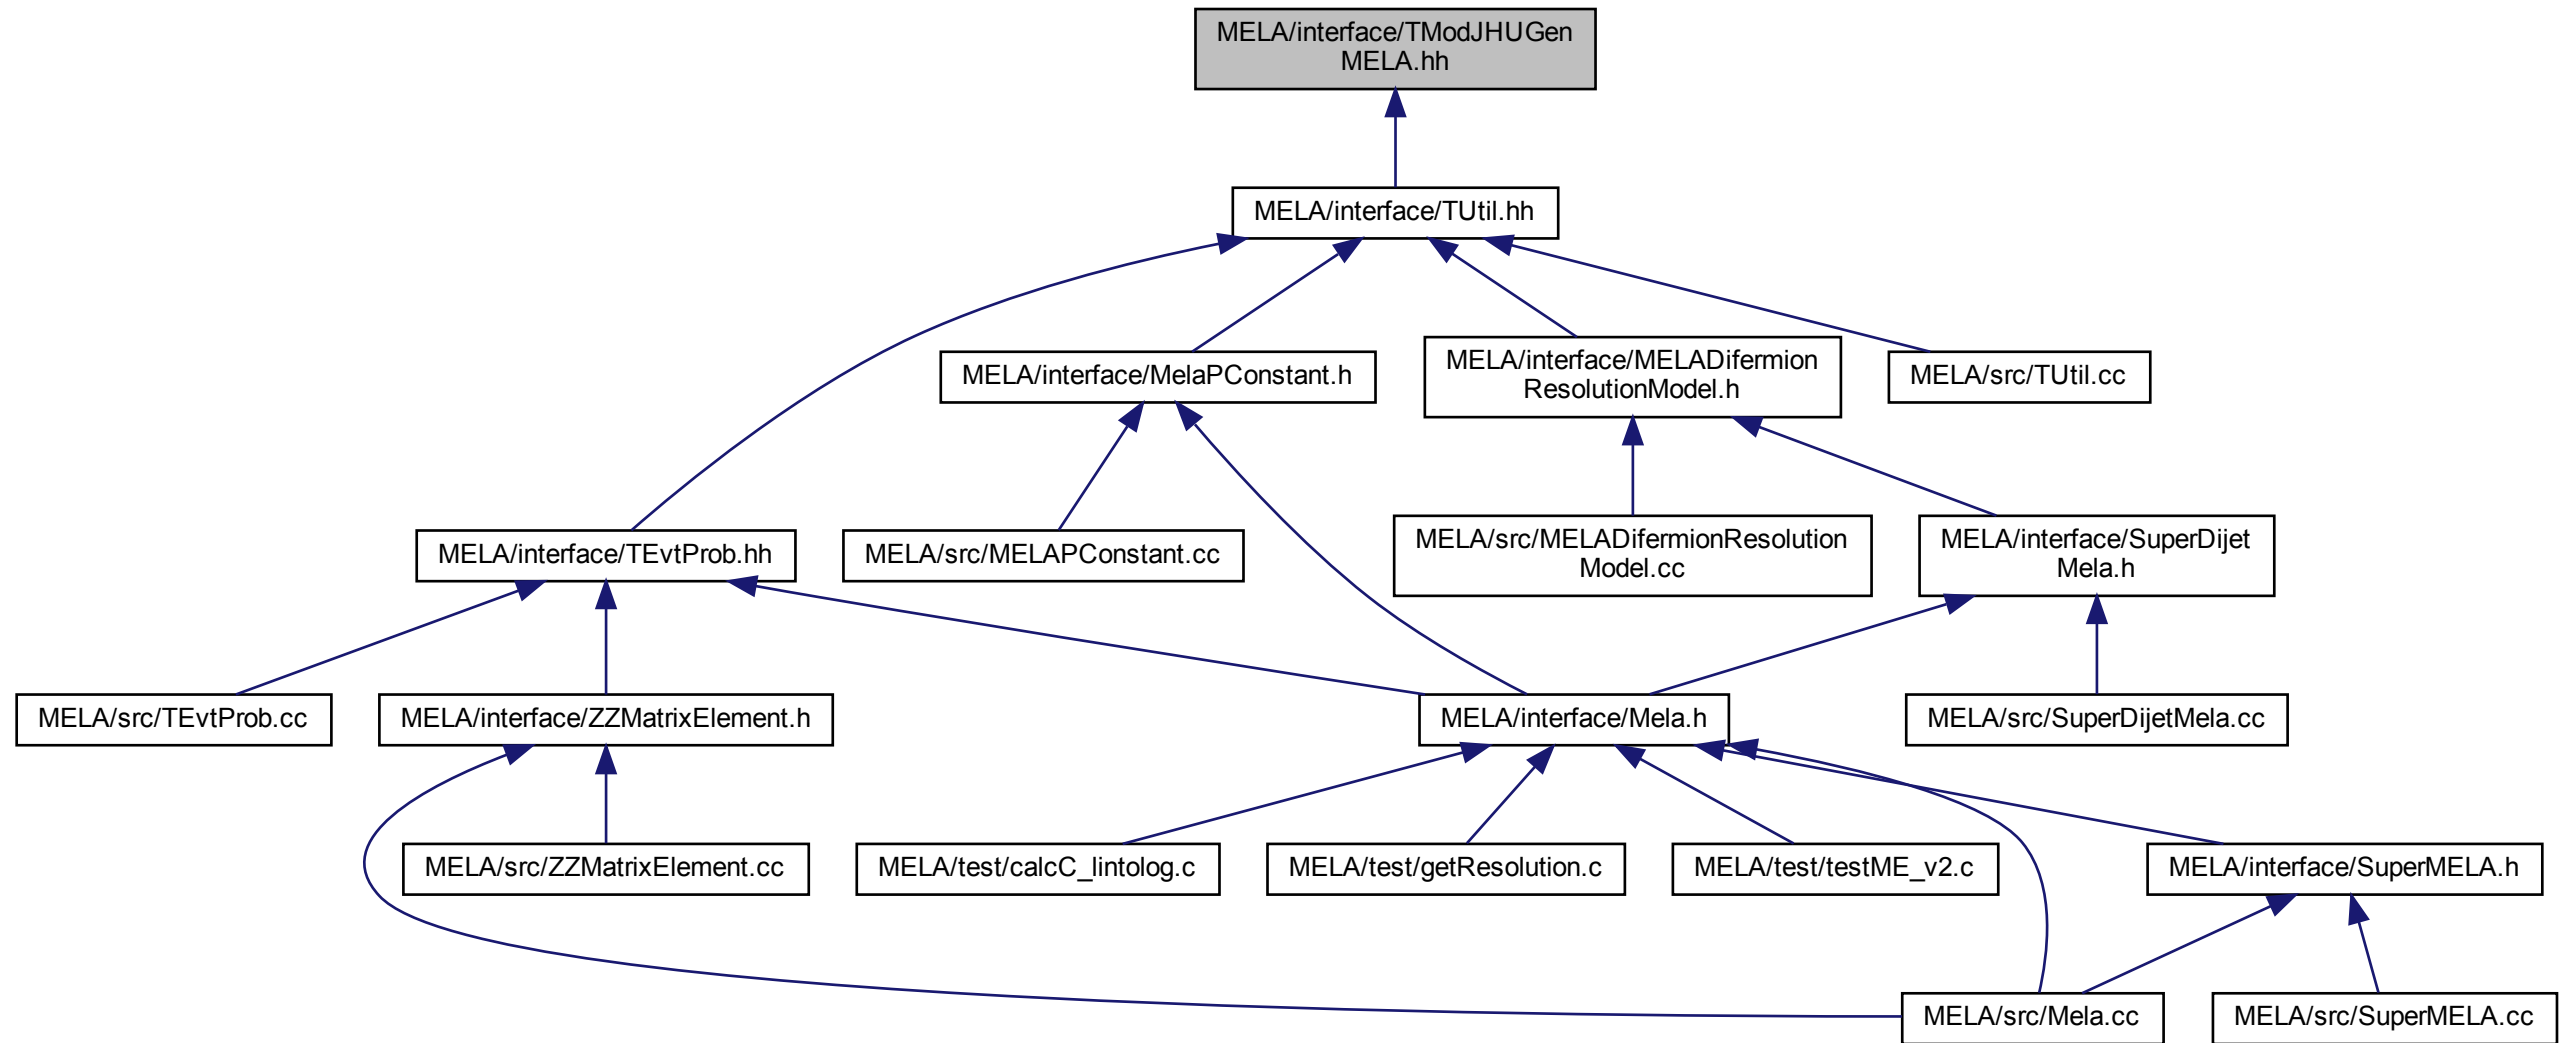 MELA/interface/TModJHUGen
MELA.hh
MELA/interface/TUtil.hh
MELA/interface/MelaPConstant.h
MELA/interface/MELADifermion
ResolutionModel.h
MELA/src/TUtil.cc
MELA/interface/TEvtProb.hh
MELA/src/MELAPConstant.cc
MELA/src/MELADifermionResolution
Model.cc
MELA/interface/SuperDijet
Mela.h
MELA/src/TEvtProb.cc
MELA/interface/ZZMatrixElement.h
MELA/interface/Mela.h
MELA/src/SuperDijetMela.cc
MELA/src/ZZMatrixElement.cc
MELA/test/calcC_lintolog.c
MELA/test/getResolution.c
MELA/test/testME_v2.c
MELA/interface/SuperMELA.h
MELA/src/Mela.cc
MELA/src/SuperMELA.cc